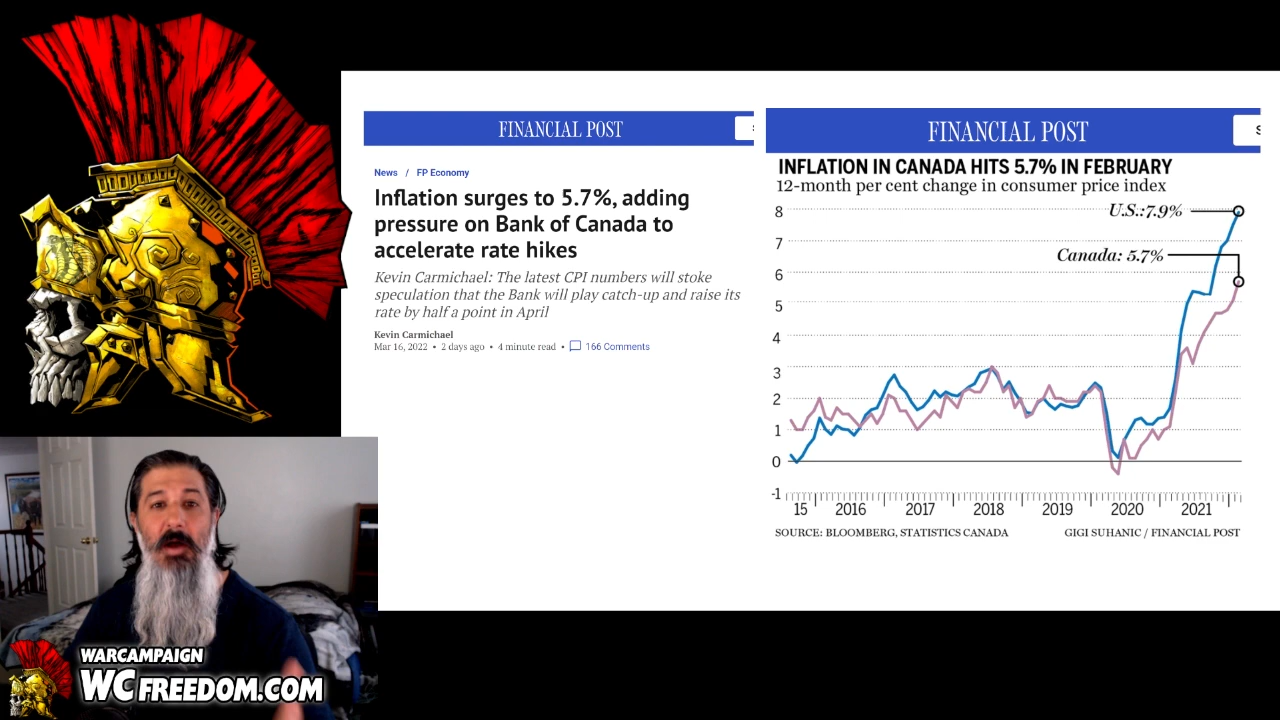 FINANCIAL POST
News / FP Economy
Inflation surges to 5.7%, adding
pressure on Bank of Canada to
accelerate rate hikes
Kevin Carmichael: The latest CPI numbers will stoke
speculation that the Bank will play catch-up and raise its
rate by half a point in April
Kevin Carmichael
Mar 16, 2022 • 2 days ago • 4 minute read • 166 Comments
FINANCIAL POST
INFLATION IN CANADA HITS 5.7% IN FEBRUARY
12-month per cent change in consumer price index
U.S.:7.9%
Canada: 5.7%
8
7
6
5
4
3
2
1
0
-1
15 2016 2017 2018 2019 2020 2021
SOURCE: BLOOMBERG, STATISTICS CANADA
GIGI SUHANIC / FINANCIAL POST
WARCAMPAIGN
WCFREEDOM.COM